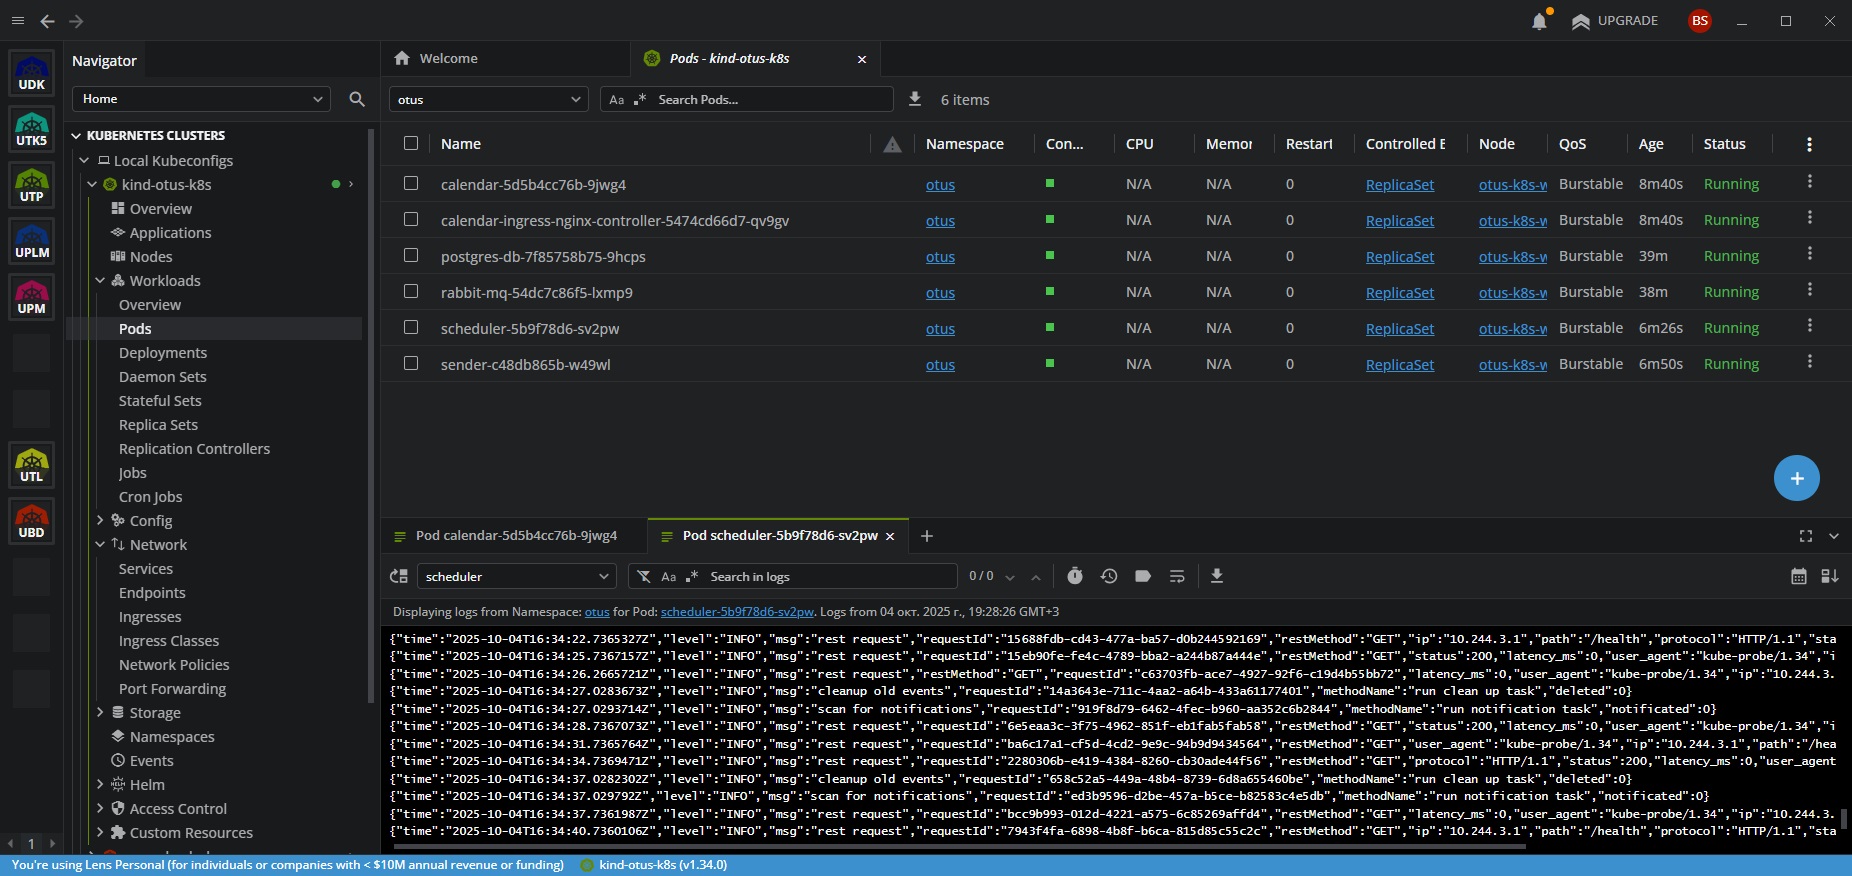 UPGRADE
BS
UDK
UTK5
UTP
UPLM
UPM
UTL
UBD
1
Navigator
Home
KUBERNETES CLUSTERS
Local Kubeconfigs
kind-otus-k8s
Overview
Applications
Nodes
Workloads
Overview
Pods
Deployments
Daemon Sets
Stateful Sets
Replica Sets
Replication Controllers
Jobs
Cron Jobs
Config
Network
Services
Endpoints
Ingresses
Ingress Classes
Network Policies
Port Forwarding
Storage
Namespaces
Events
Helm
Access Control
Custom Resources
Welcome
Pods - kind-otus-k8s
otus
Aa .* Search Pods...
6 items
Name Namespace Con... CPU Memor Restart Controlled B Node QoS Age Status
calendar-5d5b4cc76b-9jwg4 otus N/A N/A 0 ReplicaSet otus-k8s-w Burstable 8m40s Running
calendar-ingress-nginx-controller-5474cd66d7-qv9gv otus N/A N/A 0 ReplicaSet otus-k8s-w Burstable 8m40s Running
postgres-db-7f85758b75-9hcps otus N/A N/A 0 ReplicaSet otus-k8s-w Burstable 39m Running
rabbit-mq-54dc7c86f5-lxmp9 otus N/A N/A 0 ReplicaSet otus-k8s-w Burstable 38m Running
scheduler-5b9f78d6-sv2pw otus N/A N/A 0 ReplicaSet otus-k8s-w Burstable 6m26s Running
sender-c48db865b-w49wl otus N/A N/A 0 ReplicaSet otus-k8s-w Burstable 6m50s Running
Pod calendar-5d5b4cc76b-9jwg4
Pod scheduler-5b9f78d6-sv2pw
scheduler
Aa .* Search in logs
0 / 0
Displaying logs from Namespace: otus for Pod: scheduler-5b9f78d6-sv2pw. Logs from 04 окт. 2025 г., 19:28:26 GMT+3
{"time":"2025-10-04T16:34:22.7365327Z","level":"INFO","msg":"rest request","requestId":"15688fdb-cd43-477a-ba57-d0b244592169","restMethod":"GET","ip":"10.244.3.1","path":"/health","protocol":"HTTP/1.1","sta
{"time":"2025-10-04T16:34:25.7367157Z","level":"INFO","msg":"rest request","requestId":"15eb90fe-fe4c-4789-bba2-a244b87a444e","restMethod":"GET","status":200,"latency_ms":0,"user_agent":"kube-probe/1.34","i
{"time":"2025-10-04T16:34:26.2665721Z","level":"INFO","msg":"rest request","restMethod":"GET","requestId":"c63703fb-ace7-4927-92f6-c19d4b55bb72","latency_ms":0,"user_agent":"kube-probe/1.34","ip":"10.244.3.
{"time":"2025-10-04T16:34:27.0283673Z","level":"INFO","msg":"cleanup old events","requestId":"14a3643e-711c-4aa2-a64b-433a61177401","methodName":"run clean up task","deleted":0}
{"time":"2025-10-04T16:34:27.0293714Z","level":"INFO","msg":"scan for notifications","requestId":"919f8d79-6462-4fec-b960-aa352c6b2844","methodName":"run notification task","notificated":0}
{"time":"2025-10-04T16:34:28.7367073Z","level":"INFO","msg":"rest request","requestId":"6e5eaa3c-3f75-4962-851f-eb1fab5fab58","restMethod":"GET","status":200,"latency_ms":0,"user_agent":"kube-probe/1.34","i
{"time":"2025-10-04T16:34:31.7365764Z","level":"INFO","msg":"rest request","requestId":"ba6c17a1-cf5d-4cd2-9e9c-94b9d9434564","restMethod":"GET","user_agent":"kube-probe/1.34","ip":"10.244.3.1","path":"/hea
{"time":"2025-10-04T16:34:34.7369471Z","level":"INFO","msg":"rest request","requestId":"2280306b-e419-4384-8260-cb30ade44f56","restMethod":"GET","protocol":"HTTP/1.1","status":200,"latency_ms":0,"user_agent
{"time":"2025-10-04T16:34:37.0282302Z","level":"INFO","msg":"cleanup old events","requestId":"658c52a5-449a-48b4-8739-6d8a655460be","methodName":"run clean up task","deleted":0}
{"time":"2025-10-04T16:34:37.029792Z","level":"INFO","msg":"scan for notifications","requestId":"ed3b9596-d2be-457a-b5ce-b82583c4e5db","methodName":"run notification task","notificated":0}
{"time":"2025-10-04T16:34:37.7361987Z","level":"INFO","msg":"rest request","requestId":"bcc9b993-012d-4221-a575-6c85269affd4","restMethod":"GET","latency_ms":0,"user_agent":"kube-probe/1.34","ip":"10.244.3.
{"time":"2025-10-04T16:34:40.7360106Z","level":"INFO","msg":"rest request","requestId":"7943f4fa-6898-4b8f-b6ca-815d85c55c2c","restMethod":"GET","ip":"10.244.3.1","path":"/health","protocol":"HTTP/1.1","sta
You're using Lens Personal (for individuals or companies with < $10M annual revenue or funding)
kind-otus-k8s (v1.34.0)